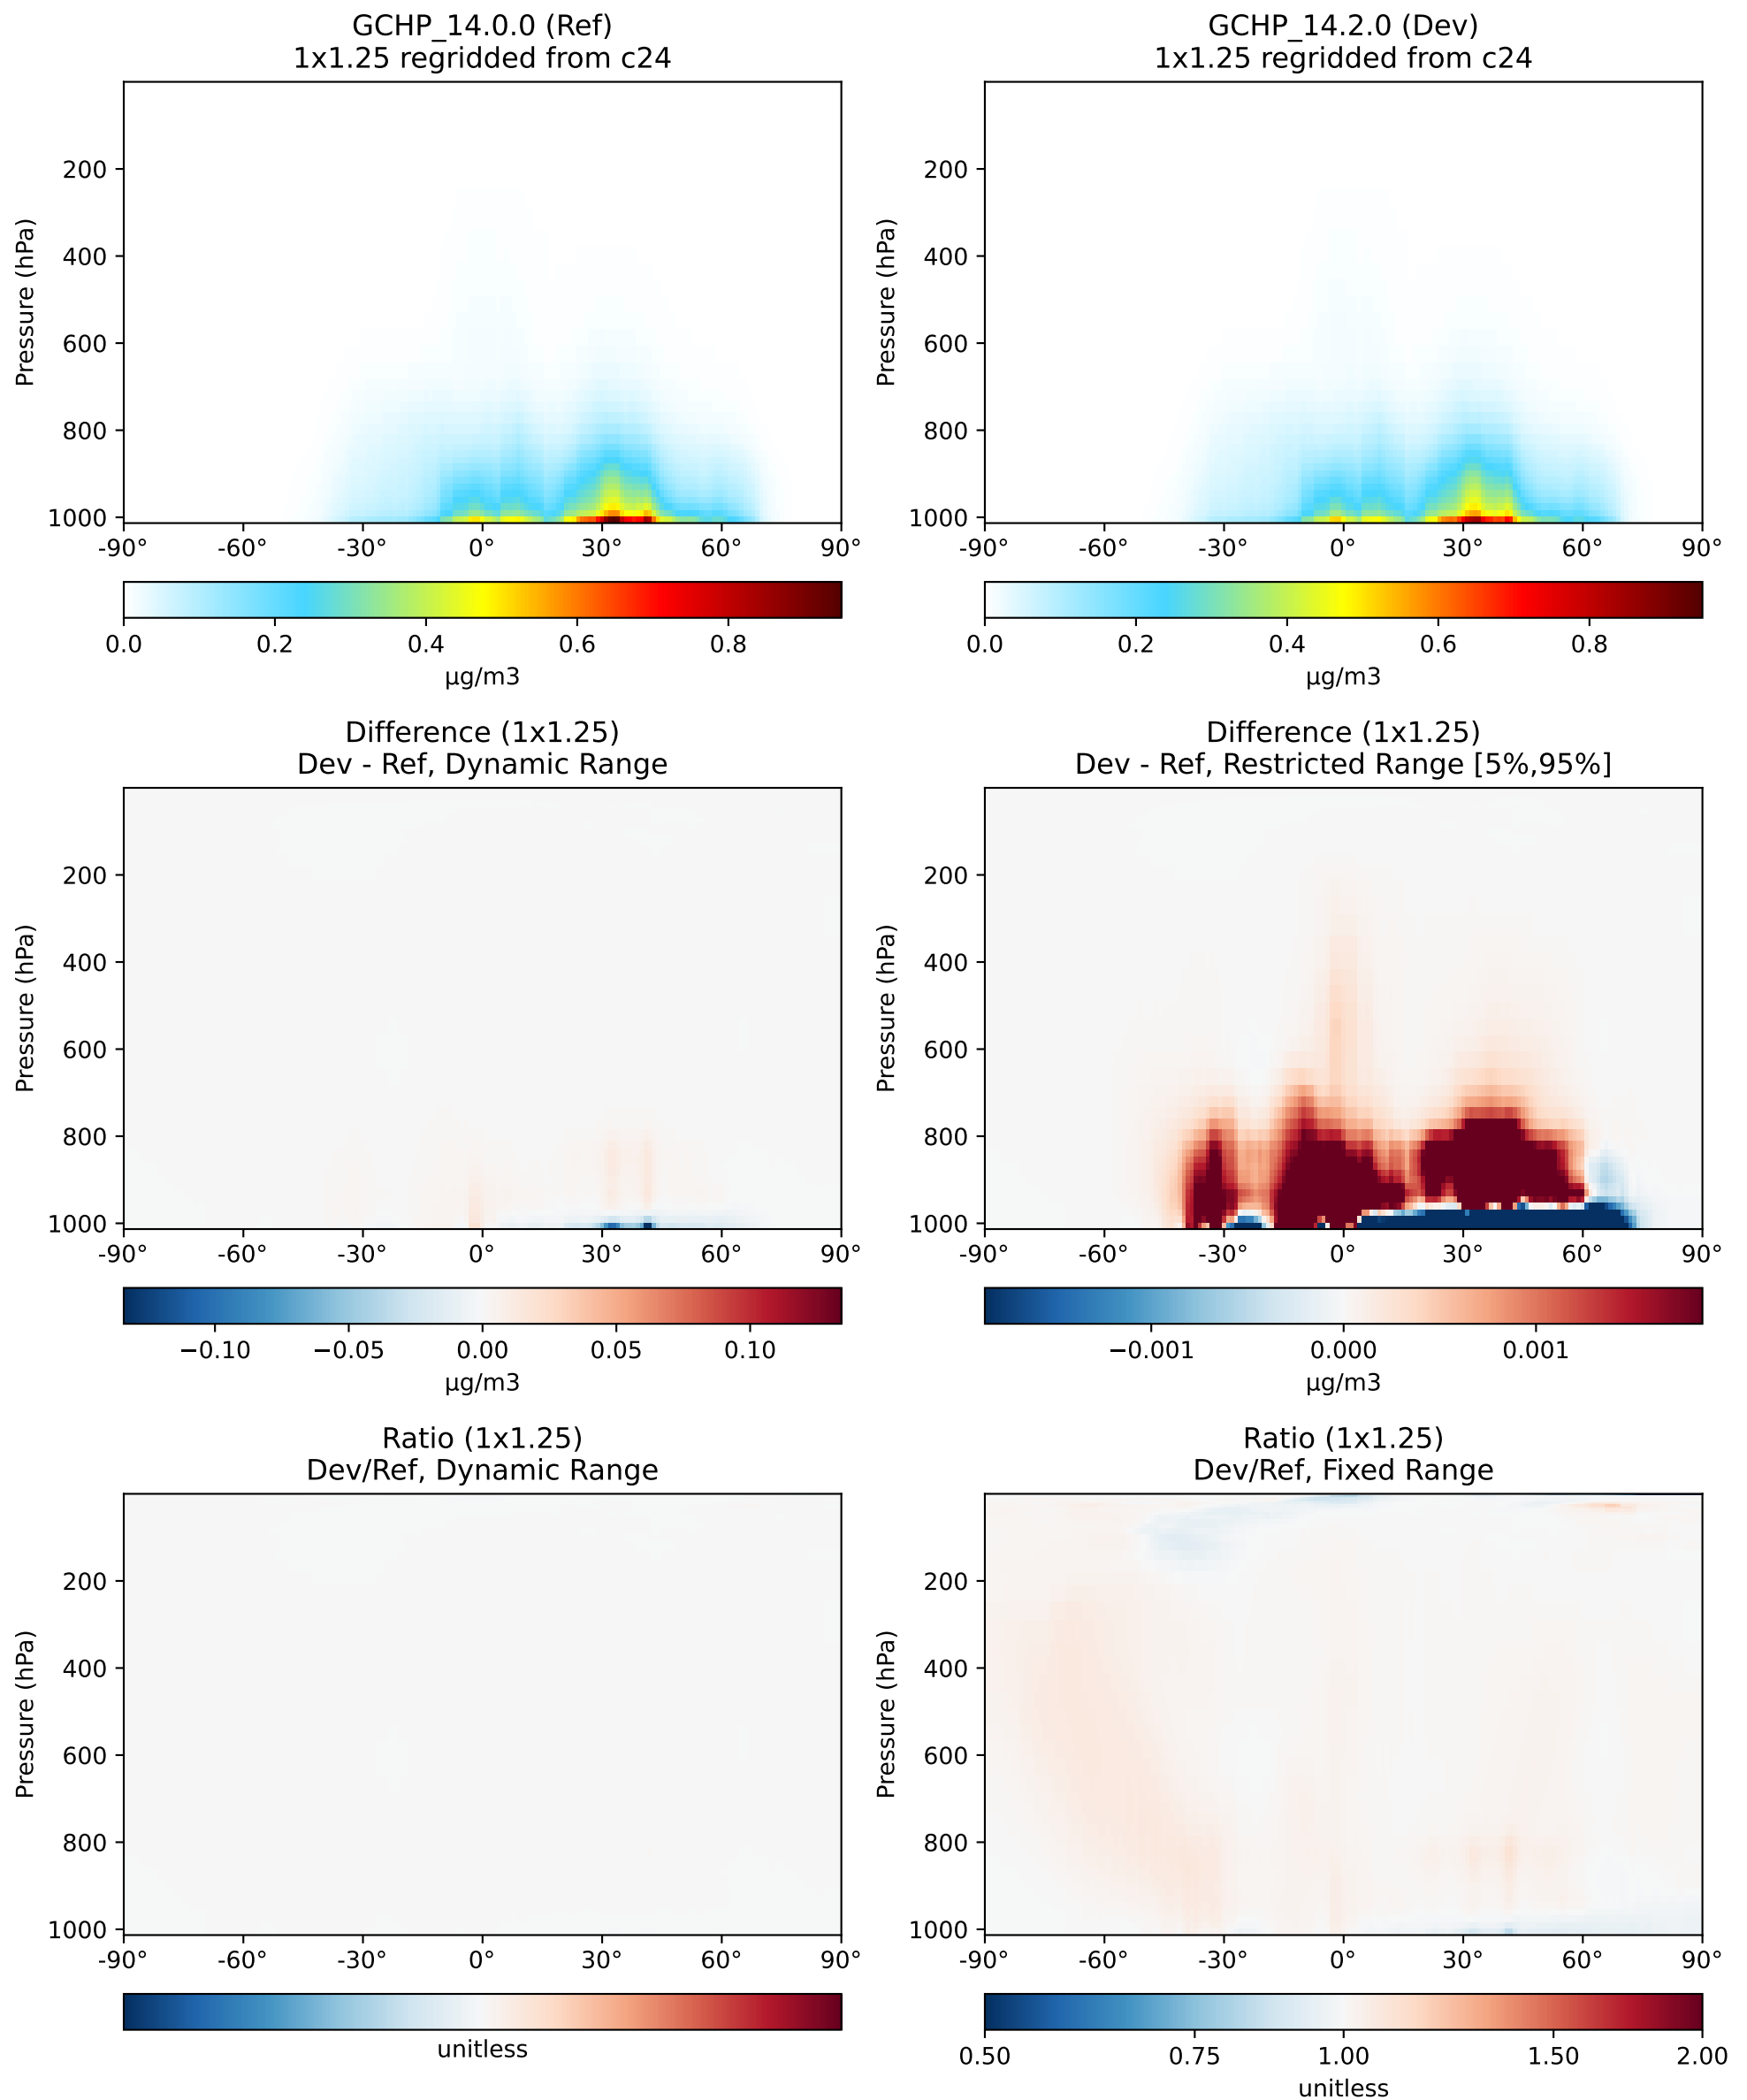 GCHP_14.0.0 (Ref)
1x1.25 regridded from c24
Pressure (hPa)
200
400
600
800
1000
-90° -60° -30° 0° 30° 60° 90°
0.0 0.2 0.4 0.6 0.8
µg/m3
GCHP_14.2.0 (Dev)
1x1.25 regridded from c24
Pressure (hPa)
200
400
600
800
1000
-90° -60° -30° 0° 30° 60° 90°
0.0 0.2 0.4 0.6 0.8
µg/m3
Difference (1x1.25)
Dev - Ref, Dynamic Range
Pressure (hPa)
200
400
600
800
1000
-90° -60° -30° 0° 30° 60° 90°
−0.10 −0.05 0.00 0.05 0.10
µg/m3
Difference (1x1.25)
Dev - Ref, Restricted Range [5%,95%]
Pressure (hPa)
200
400
600
800
1000
-90° -60° -30° 0° 30° 60° 90°
−0.001 0.000 0.001
µg/m3
Ratio (1x1.25)
Dev/Ref, Dynamic Range
Pressure (hPa)
200
400
600
800
1000
-90° -60° -30° 0° 30° 60° 90°
unitless
Ratio (1x1.25)
Dev/Ref, Fixed Range
Pressure (hPa)
200
400
600
800
1000
-90° -60° -30° 0° 30° 60° 90°
0.50 0.75 1.00 1.50 2.00
unitless